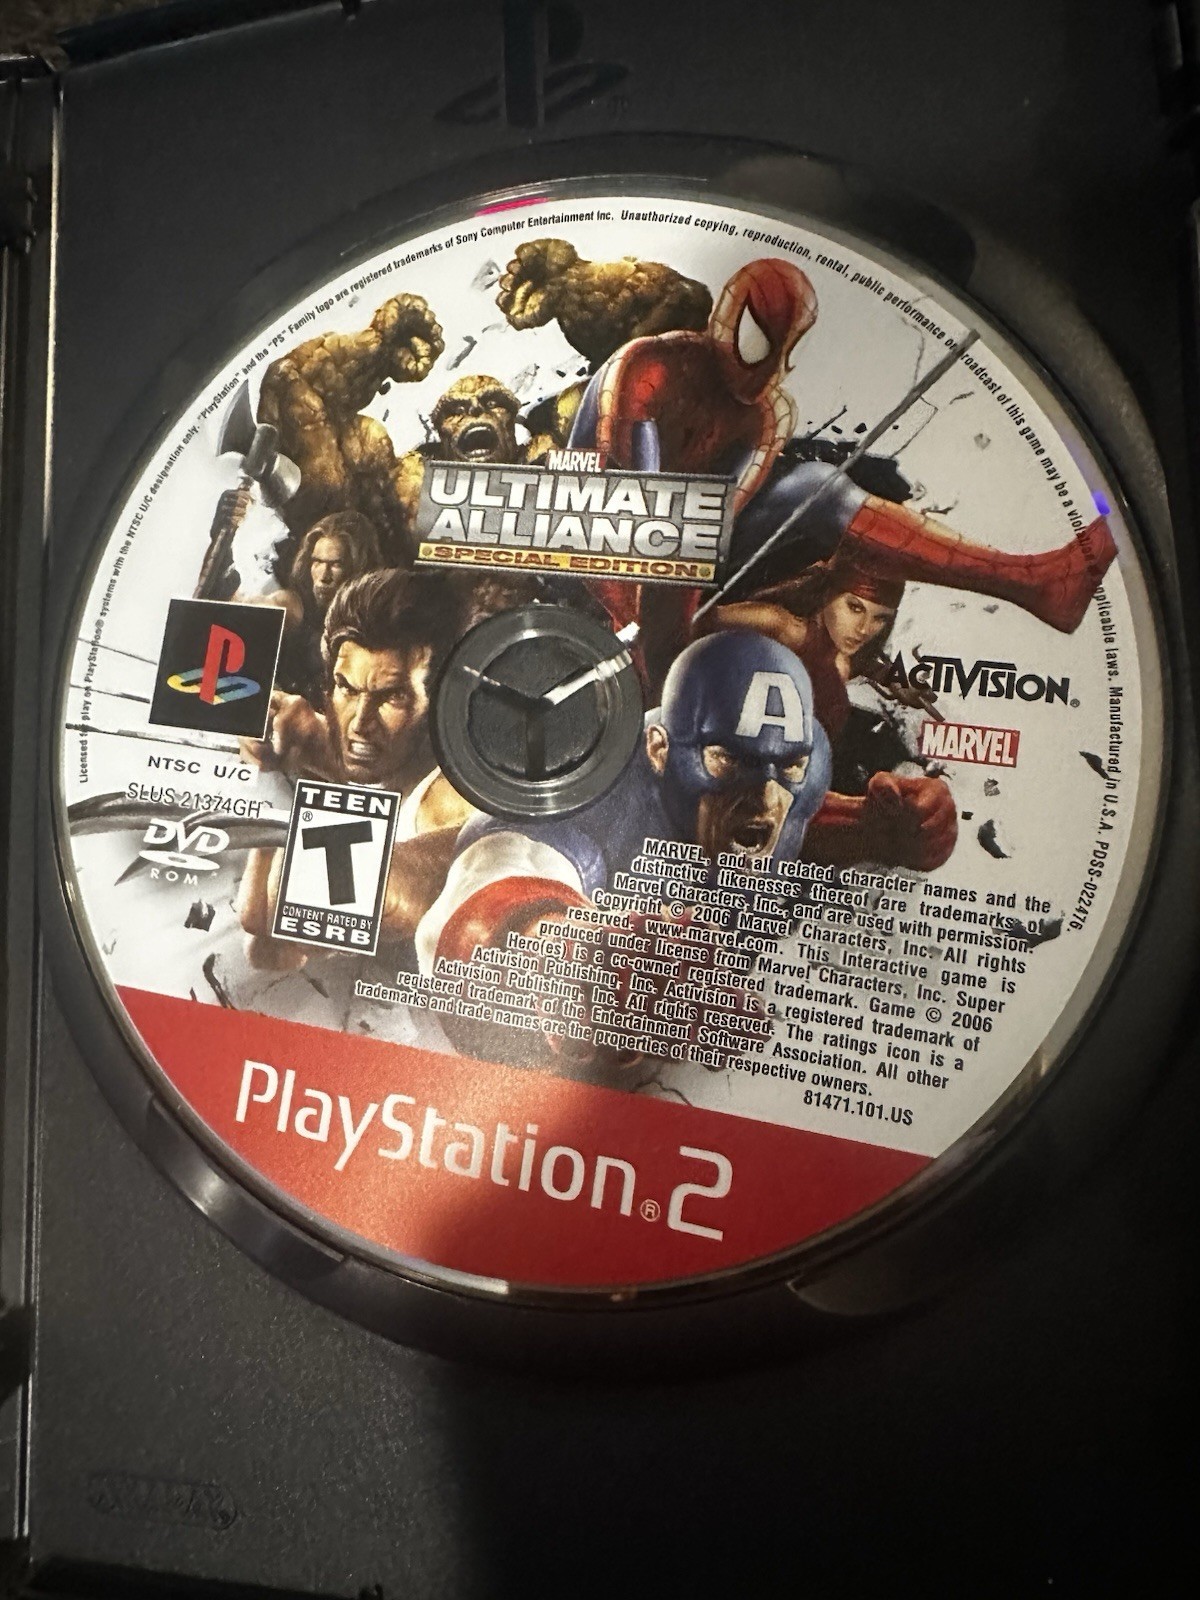 Licensed for play on PlayStation® systems with the NTSC U/C designation only. "PlayStation" and the "PS" Family logo are registered trademarks of Sony Computer Entertainment Inc. Unauthorized copying, reproduction, rental, public performance or broadcast of this game may be a violation applicable laws. Manufactured in U.S.A. PDSS-022476.
MARVEL
ULTIMATE
ALLIANCE
SPECIAL EDITION
ACTIVISION®
MARVEL
A
NTSC U/C
SLUS 21374GH
DVD
ROM
TEEN
®
T
CONTENT RATED BY
ESRB
MARVEL, and all related character names and the
distinctive likenesses thereof are trademarks of
Marvel Characters, Inc., and are used with permission.
Copyright © 2006 Marvel Characters, Inc. All rights
reserved. www.marvel.com. This Interactive game is
produced under license from Marvel Characters, Inc. Super
Hero(es) is a co-owned registered trademark. Game © 2006
Activision Publishing, Inc. Activision is a registered trademark of
Activision Publishing, Inc. All rights reserved. The ratings icon is a
registered trademark of the Entertainment Software Association. All other
trademarks and trade names are the properties of their respective owners.
81471.101.US
PlayStation®2